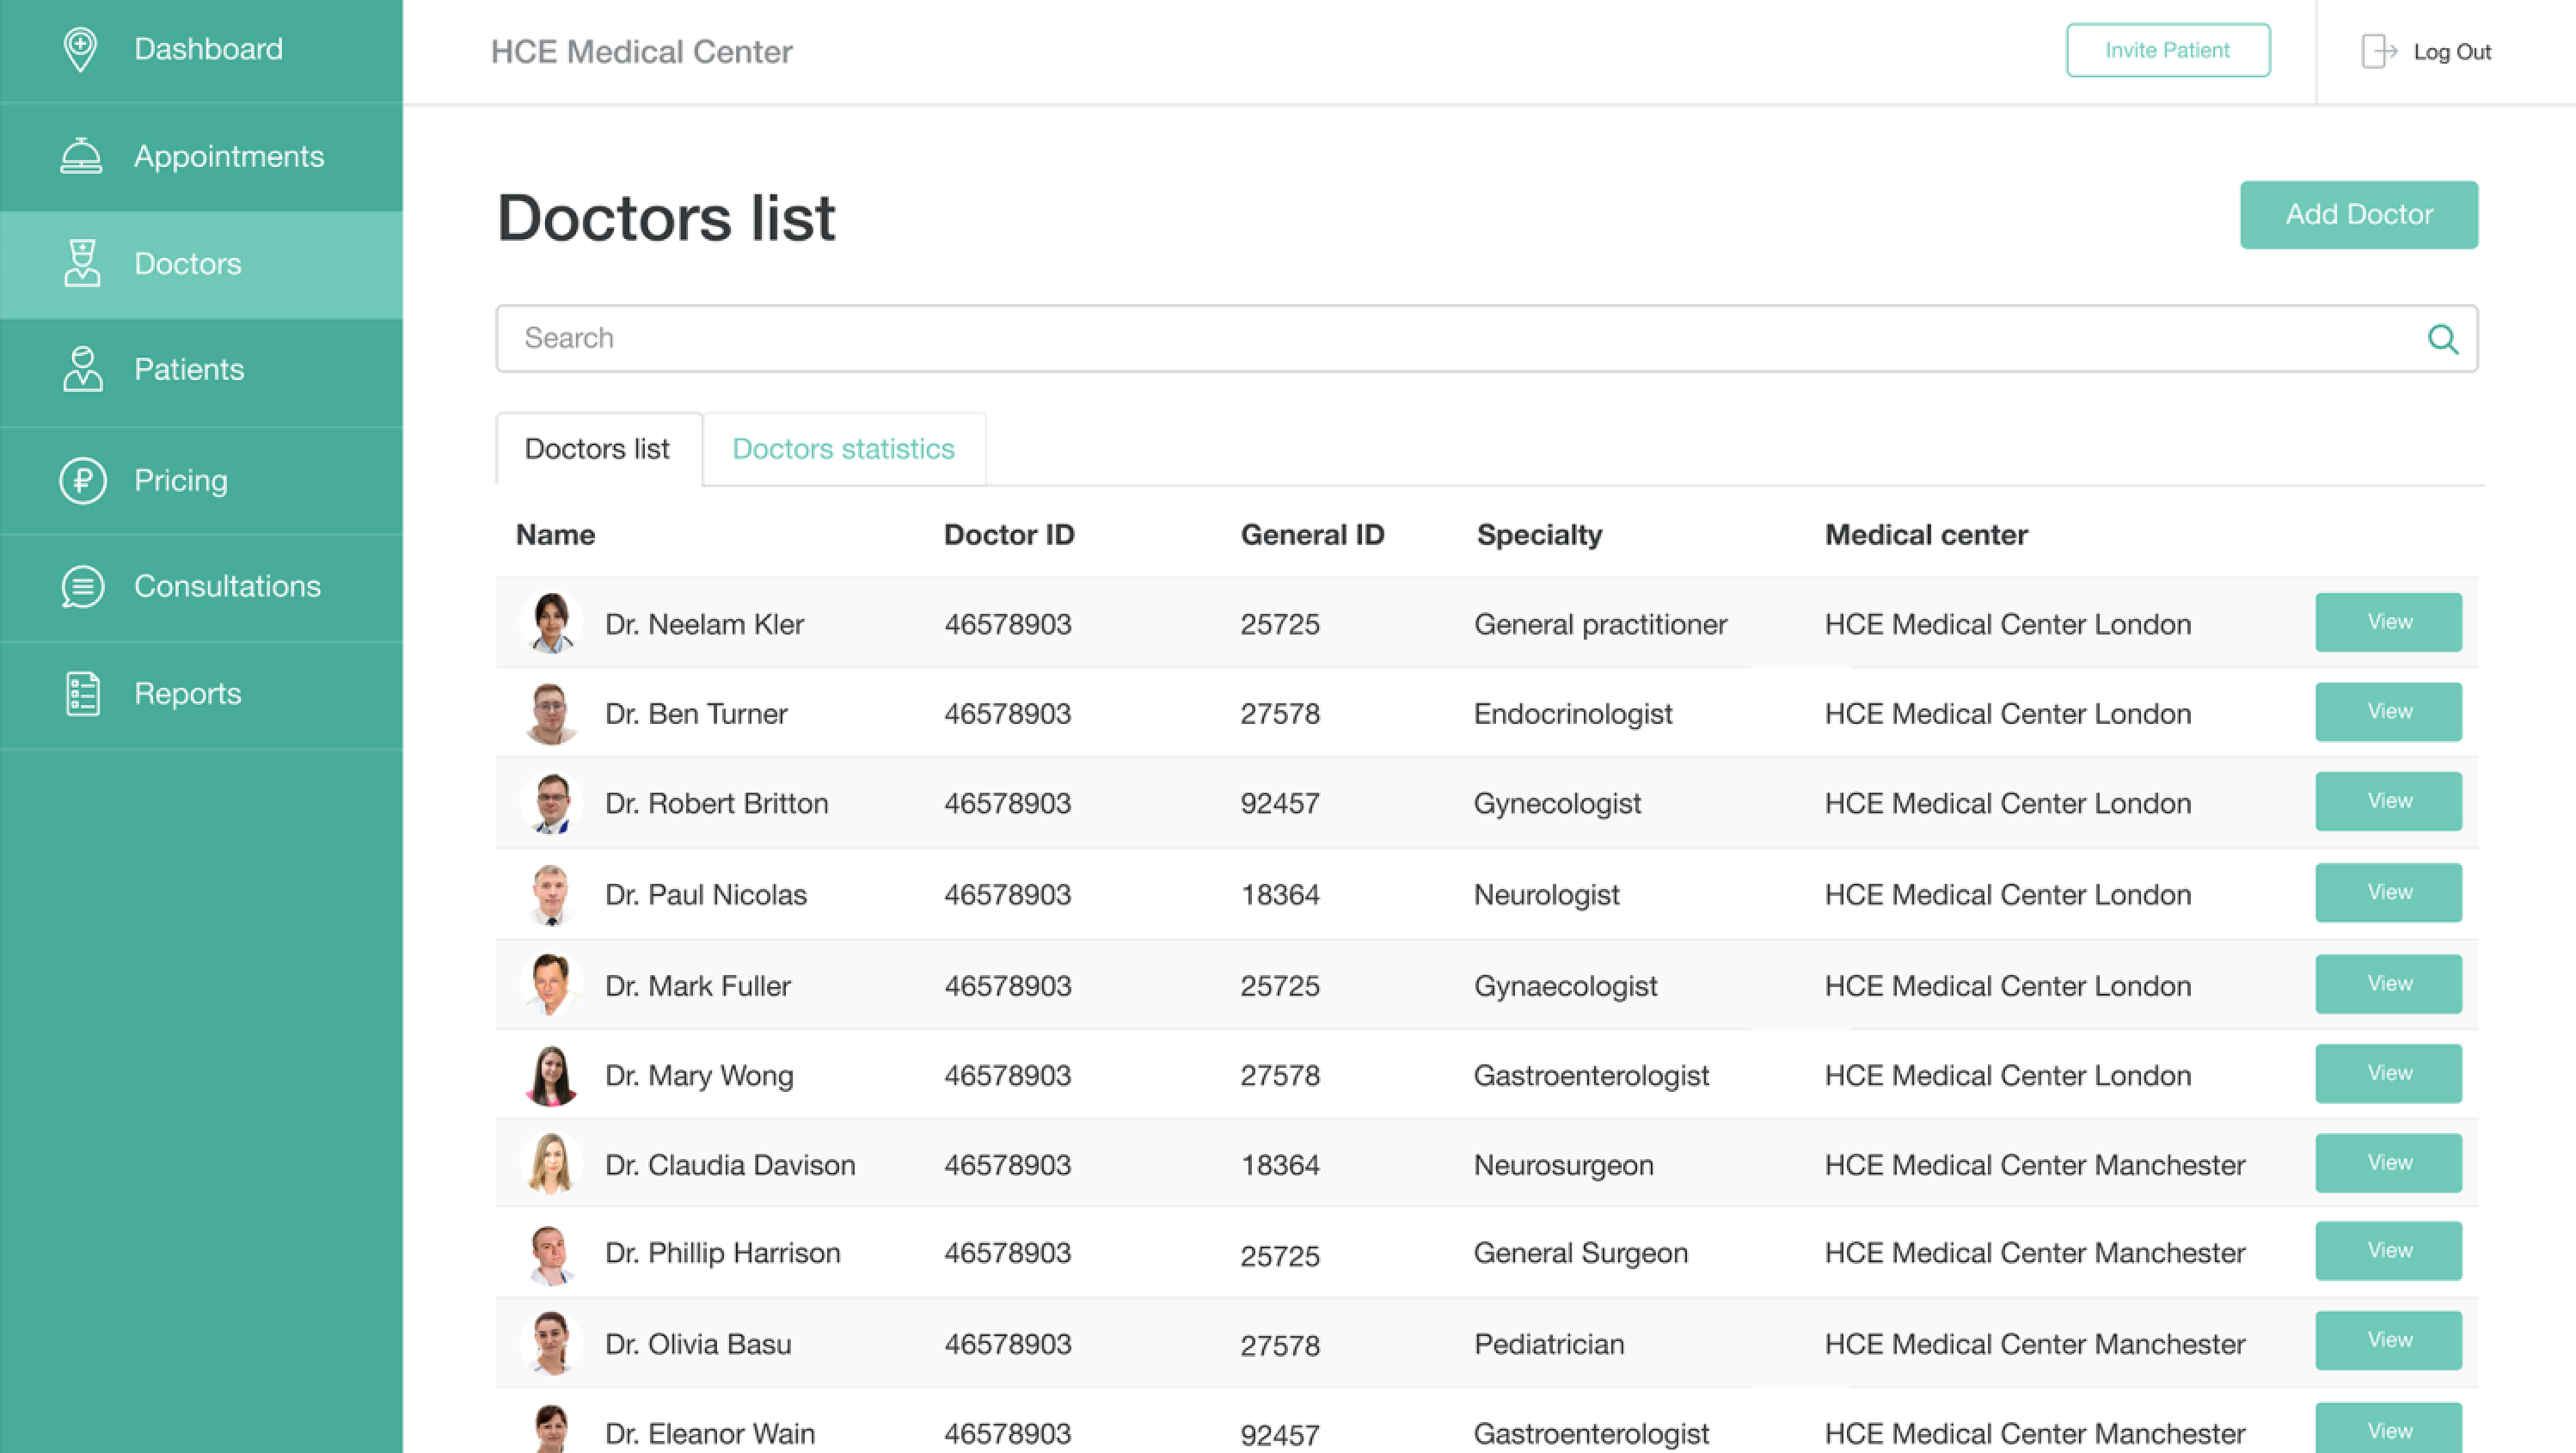 Dashboard
HCE Medical Center
Invite Patient
Log Out
Appointments
Doctors
Patients
Pricing
Consultations
Reports
Doctors list
Add Doctor
Search
Doctors list Doctors statistics
Name Doctor ID General ID Specialty Medical center
Dr. Neelam Kler 46578903 25725 General practitioner HCE Medical Center London View
Dr. Ben Turner 46578903 27578 Endocrinologist HCE Medical Center London View
Dr. Robert Britton 46578903 92457 Gynecologist HCE Medical Center London View
Dr. Paul Nicolas 46578903 18364 Neurologist HCE Medical Center London View
Dr. Mark Fuller 46578903 25725 Gynaecologist HCE Medical Center London View
Dr. Mary Wong 46578903 27578 Gastroenterologist HCE Medical Center London View
Dr. Claudia Davison 46578903 18364 Neurosurgeon HCE Medical Center Manchester View
Dr. Phillip Harrison 46578903 25725 General Surgeon HCE Medical Center Manchester View
Dr. Olivia Basu 46578903 27578 Pediatrician HCE Medical Center Manchester View
Dr. Eleanor Wain 46578903 92457 Gastroenterologist HCE Medical Center Manchester View